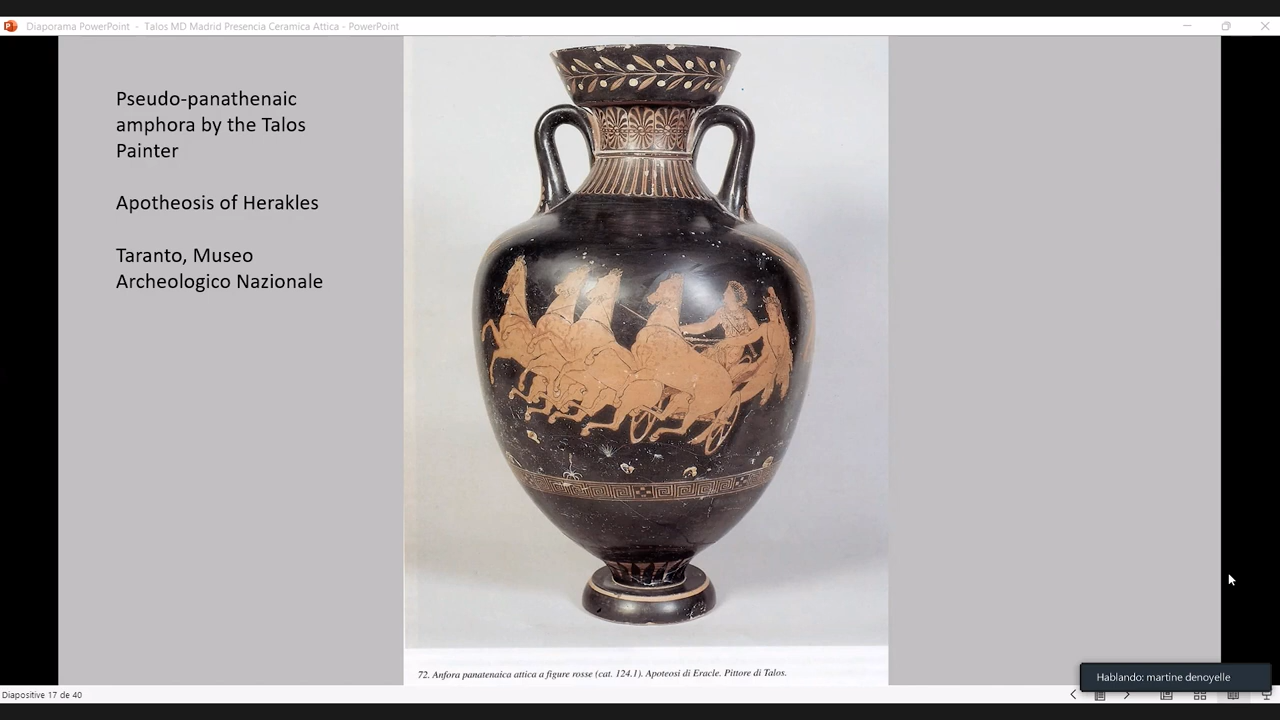 Diaporama PowerPoint - Talos MD Madrid Presencia Ceramica Attica - PowerPoint
Pseudo-panathenaic
amphora by the Talos
Painter
Apotheosis of Herakles
Taranto, Museo
Archeologico Nazionale
72. Anfora panatenaica attica a figure rosse (cat. 124.1). Apoteosi di Eracle. Pittore di Talos.
Hablando: martine denoyelle
Diapositive 17 de 40